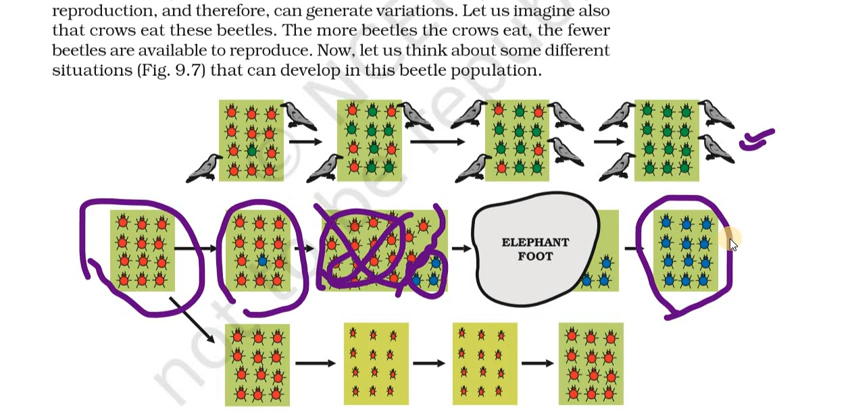 reproduction, and therefore, can generate variations. Let us imagine also
that crows eat these beetles. The more beetles the crows eat, the fewer
beetles are available to reproduce. Now, let us think about some different
situations (Fig. 9.7) that can develop in this beetle population.
ELEPHANT
FOOT